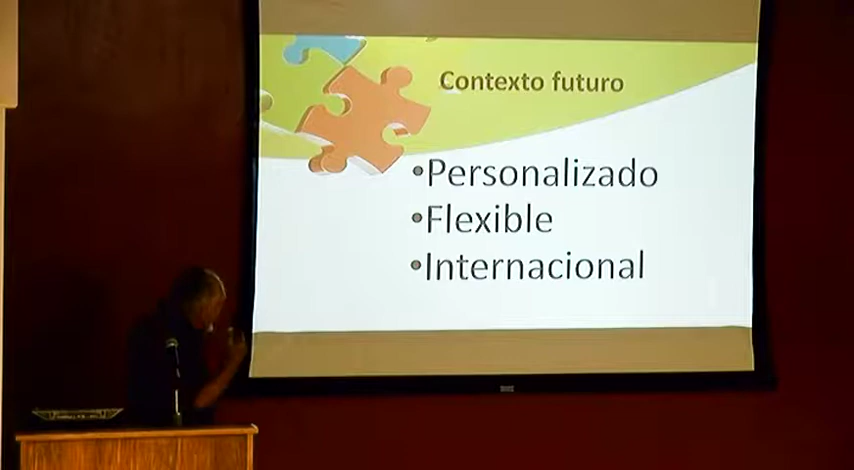 Contexto futuro
•Personalizado
•Flexible
•Internacional